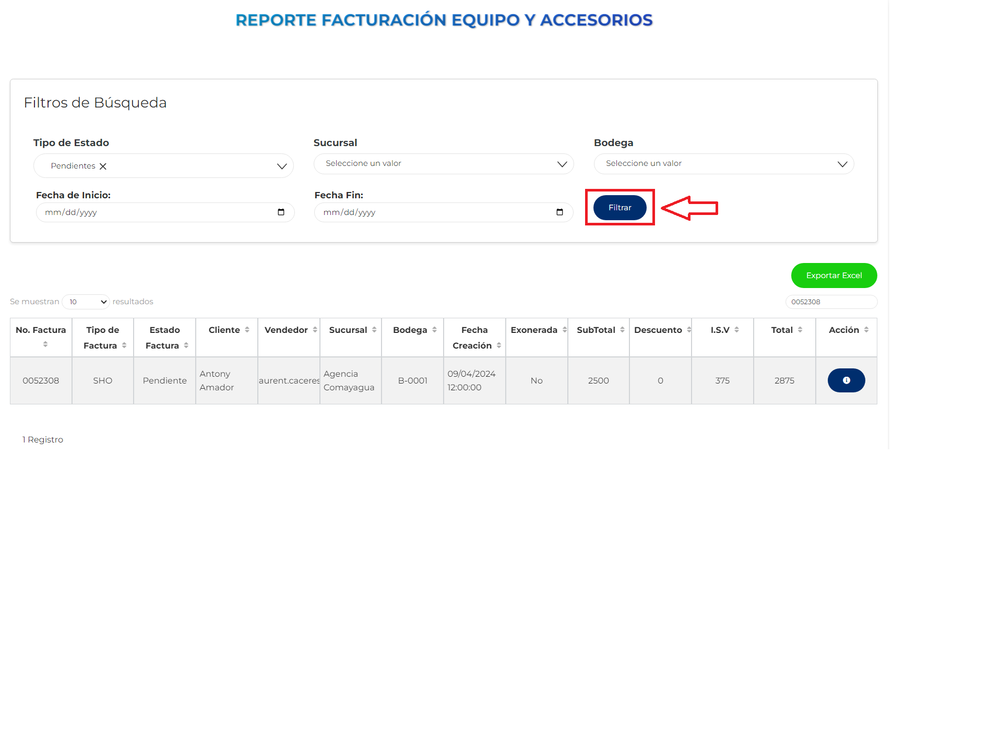 REPORTE FACTURACIÓN EQUIPO Y ACCESORIOS
Filtros de Búsqueda
Tipo de Estado
Sucursal
Bodega
Pendientes
Seleccione un valor
Seleccione un valor
Fecha de Inicio:
Fecha Fin:
mm/dd/yyyy
mm/dd/yyyy
Filtrar
Exportar Excel
Se muestran 10 resultados
0052308
No. Factura
Tipo de
Factura
Estado
Factura
Cliente
Vendedor
Sucursal
Bodega
Fecha
Creación
Exonerada
SubTotal
Descuento
I.S.V
Total
Acción
0052308
SHO
Pendiente
Antony
Amador
aurent.caceres
Agencia
Comayagua
B-0001
09/04/2024
12:00:00
No
2500
0
375
2875
1 Registro